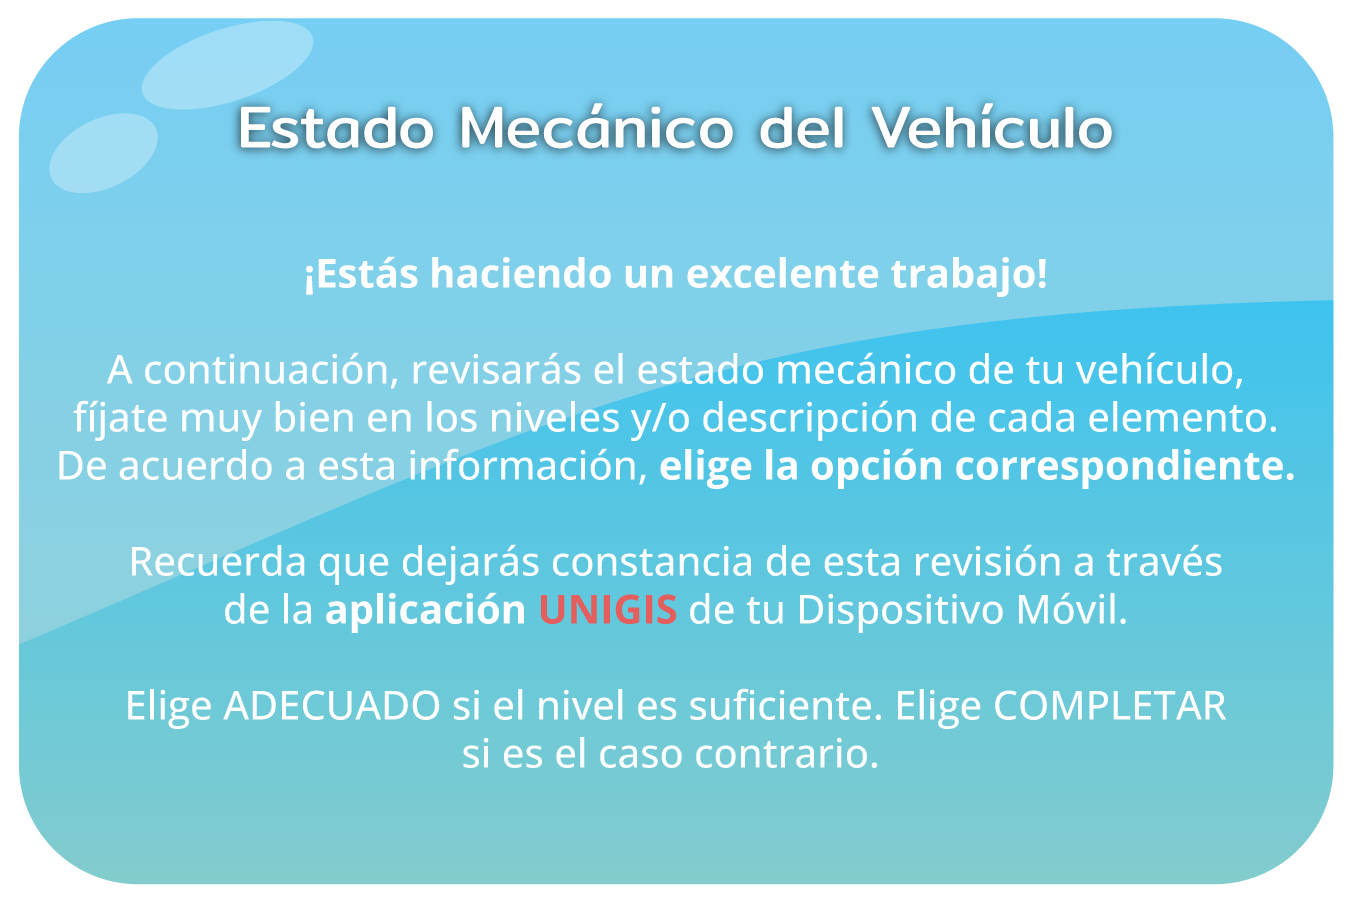 Estado Mecánico del Vehículo
¡Estás haciendo un excelente trabajo!
A continuación, revisarás el estado mecánico de tu vehículo,
fíjate muy bien en los niveles y/o descripción de cada elemento.
De acuerdo a esta información, elige la opción correspondiente.
Recuerda que dejarás constancia de esta revisión a través
de la aplicación UNIGIS de tu Dispositivo Móvil.
Elige ADECUADO si el nivel es suficiente. Elige COMPLETAR
si es el caso contrario.